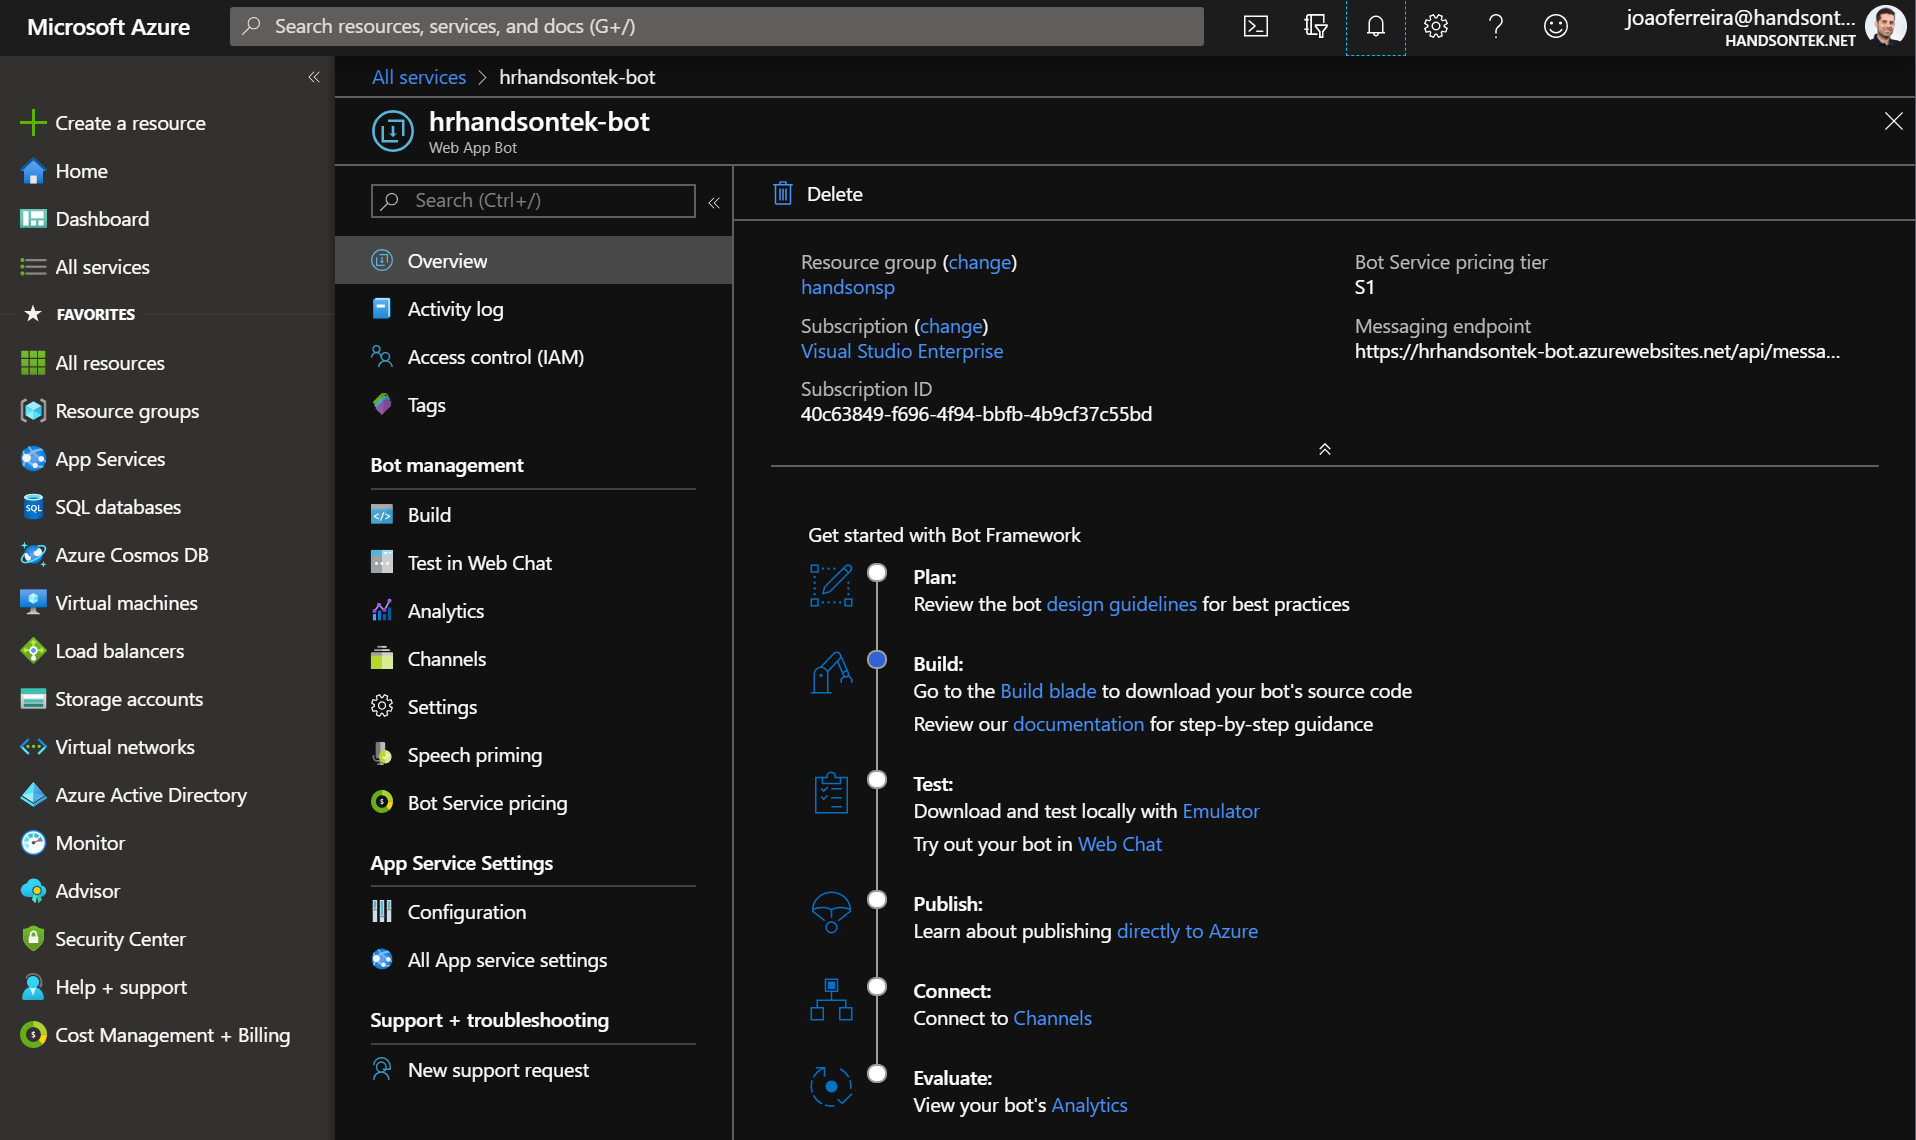 Microsoft Azure
Search resources, services, and docs (G+/)
joaoferreira@handsont...
HANDSONTEK.NET
Create a resource
Home
Dashboard
All services
FAVORITES
All resources
Resource groups
App Services
SQL databases
Azure Cosmos DB
Virtual machines
Load balancers
Storage accounts
Virtual networks
Azure Active Directory
Monitor
Advisor
Security Center
Help + support
Cost Management + Billing
All services > hrhandsontek-bot
hrhandsontek-bot
Web App Bot
Search (Ctrl+/)
Overview
Activity log
Access control (IAM)
Tags
Bot management
Build
Test in Web Chat
Analytics
Channels
Settings
Speech priming
Bot Service pricing
App Service Settings
Configuration
All App service settings
Support + troubleshooting
New support request
Delete
Resource group (change)
handsonsp
Subscription (change)
Visual Studio Enterprise
Subscription ID
40c63849-f696-4f94-bbfb-4b9cf37c55bd
Bot Service pricing tier
S1
Messaging endpoint
https://hrhandsontek-bot.azurewebsites.net/api/messa...
Get started with Bot Framework
Plan:
Review the bot design guidelines for best practices
Build:
Go to the Build blade to download your bot's source code
Review our documentation for step-by-step guidance
Test:
Download and test locally with Emulator
Try out your bot in Web Chat
Publish:
Learn about publishing directly to Azure
Connect:
Connect to Channels
Evaluate:
View your bot's Analytics